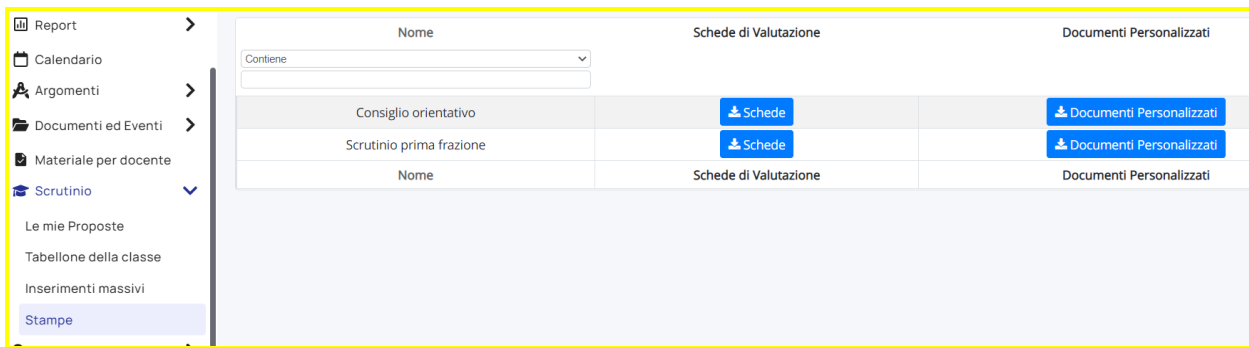 Report
Calendario
Argomenti
Documenti ed Eventi
Materiale per docente
Scrutinio
Le mie Proposte
Tabellone della classe
Inserimenti massivi
Stampe
Nome Schede di Valutazione Documenti Personalizzati
Contiene
Consiglio orientativo Schede Documenti Personalizzati
Scrutinio prima frazione Schede Documenti Personalizzati
Nome Schede di Valutazione Documenti Personalizzati